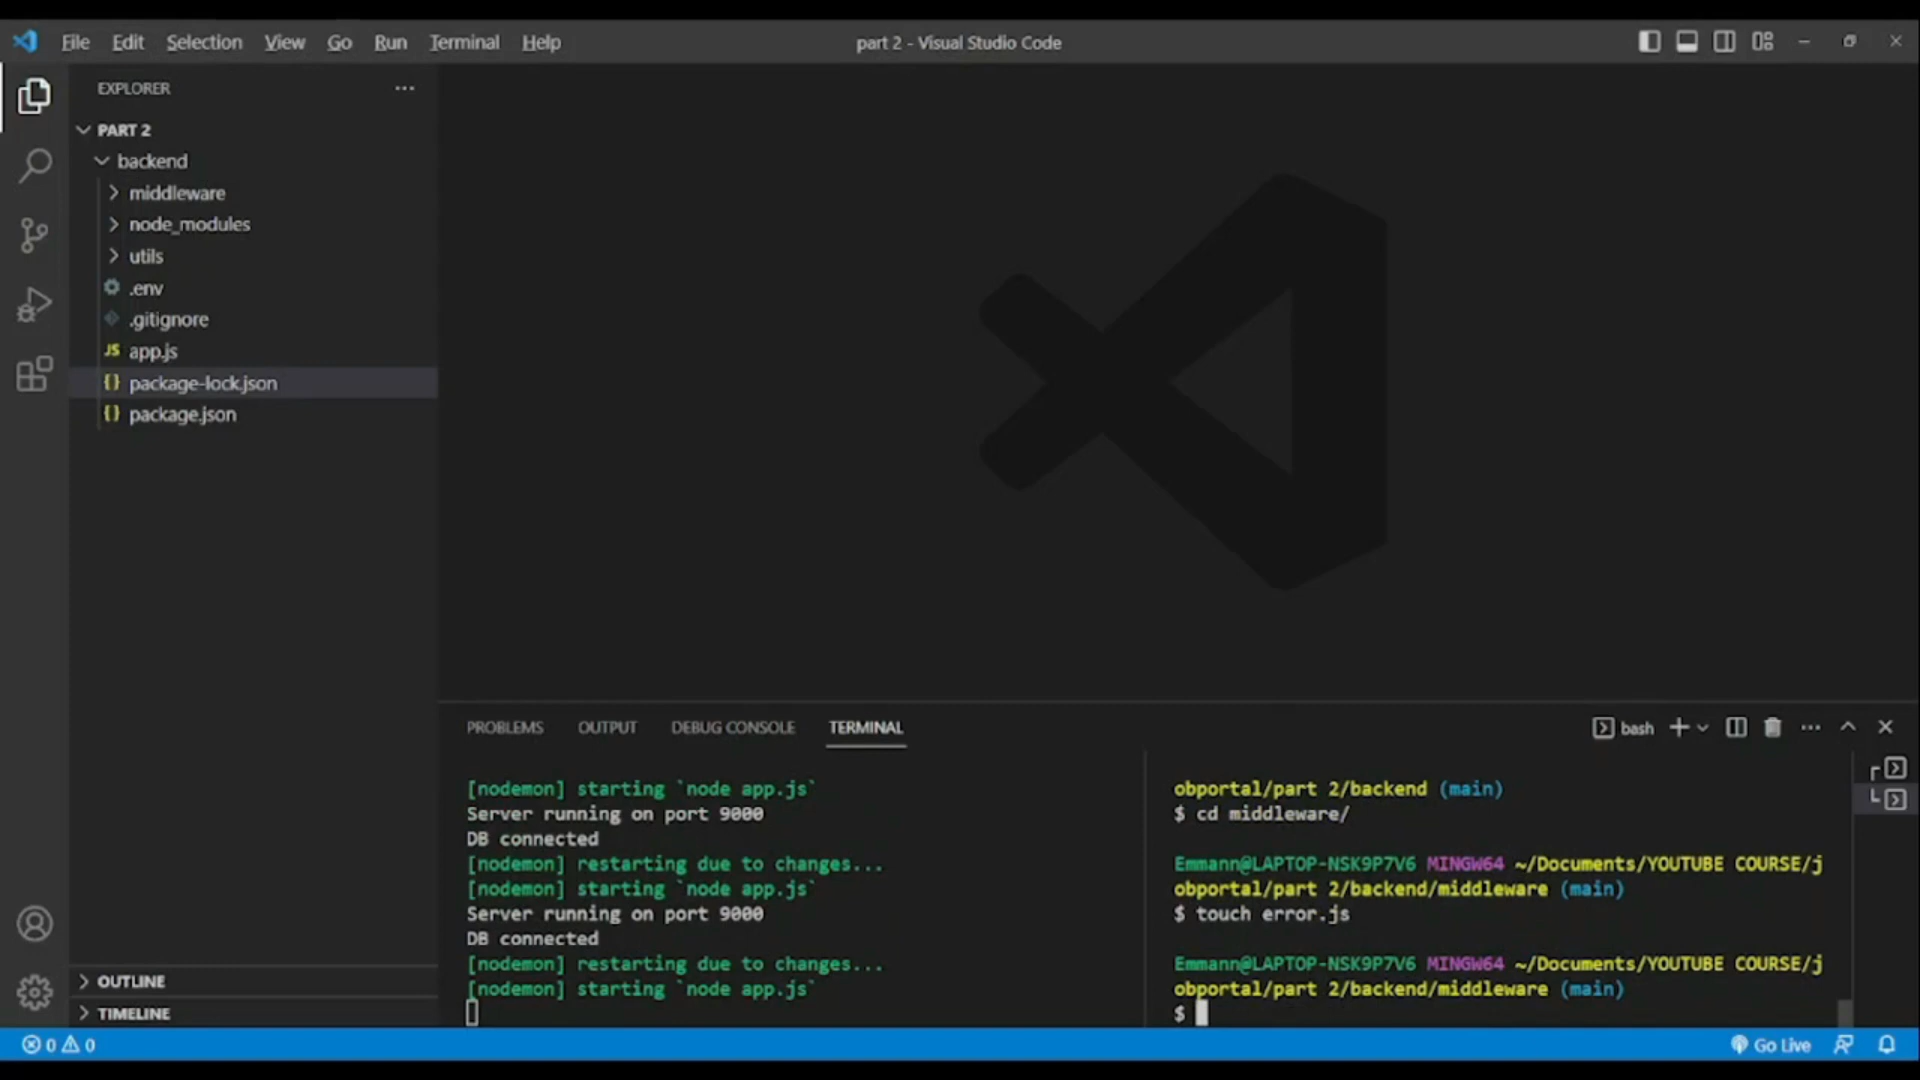 File Edit Selection View Go Run Terminal Help
part 2 - Visual Studio Code
EXPLORER
PART 2
backend
middleware
node_modules
utils
.env
.gitignore
JS app.js
{} package-lock.json
{} package.json
OUTLINE
TIMELINE
PROBLEMS OUTPUT DEBUG CONSOLE TERMINAL
bash
[nodemon] starting `node app.js`
Server running on port 9000
DB connected
[nodemon] restarting due to changes...
[nodemon] starting `node app.js`
Server running on port 9000
DB connected
[nodemon] restarting due to changes...
[nodemon] starting `node app.js`
obportal/part 2/backend (main)
$ cd middleware/
Emmann@LAPTOP-NSK9P7V6 MINGW64 ~/Documents/YOUTUBE COURSE/j
obportal/part 2/backend/middleware (main)
$ touch error.js
Emmann@LAPTOP-NSK9P7V6 MINGW64 ~/Documents/YOUTUBE COURSE/j
obportal/part 2/backend/middleware (main)
$
0 0
Go Live